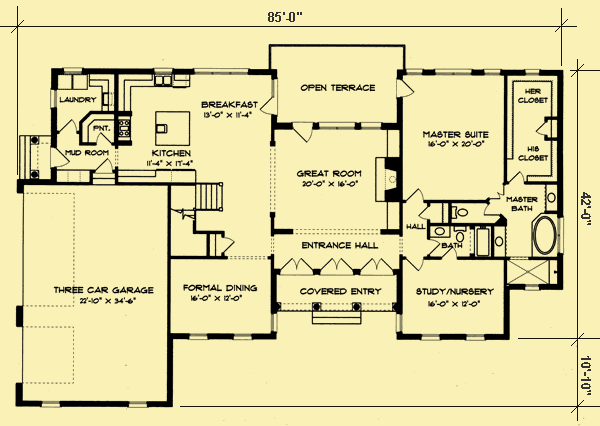 85'-0"
OPEN TERRACE
LAUNDRY
BREAKFAST
13'-0" X 11'-4"
HER
CLOSET
PNT.
MUD ROOM
KITCHEN
11'-4" X 17'-4"
MASTER SUITE
16'-0" X 20'-0"
HIS
CLOSET
GREAT ROOM
20'-0" X 16'-0"
MASTER
BATH
42'-0"
HALL
BATH
ENTRANCE HALL
THREE CAR GARAGE
22'-10" X 34'-6"
FORMAL DINING
16'-0" X 12'-0"
COVERED ENTRY
STUDY/NURSERY
16'-0" X 12'-0"
10'-10"